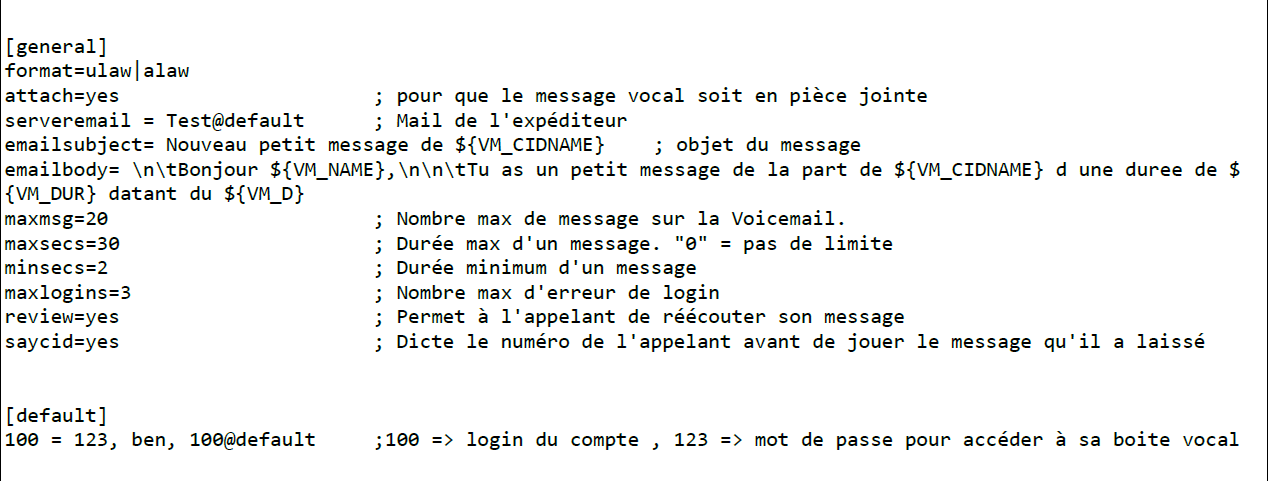 [general]
format=ulaw|alaw
attach=yes ; pour que le message vocal soit en pièce jointe
serveremail = Test@default ; Mail de l'expéditeur
emailsubject= Nouveau petit message de ${VM_CIDNAME} ; objet du message
emailbody= \n\tBonjour ${VM_NAME},\n\n\tTu as un petit message de la part de ${VM_CIDNAME} d une duree de $
{VM_DUR} datant du ${VM_D}
maxmsg=20 ; Nombre max de message sur la Voicemail.
maxsecs=30 ; Durée max d'un message. "0" = pas de limite
minsecs=2 ; Durée minimum d'un message
maxlogins=3 ; Nombre max d'erreur de login
review=yes ; Permet à l'appelant de réécouter son message
saycid=yes ; Dicte le numéro de l'appelant avant de jouer le message qu'il a laissé
[default]
100 = 123, ben, 100@default ;100 => login du compte , 123 => mot de passe pour accéder à sa boite vocal